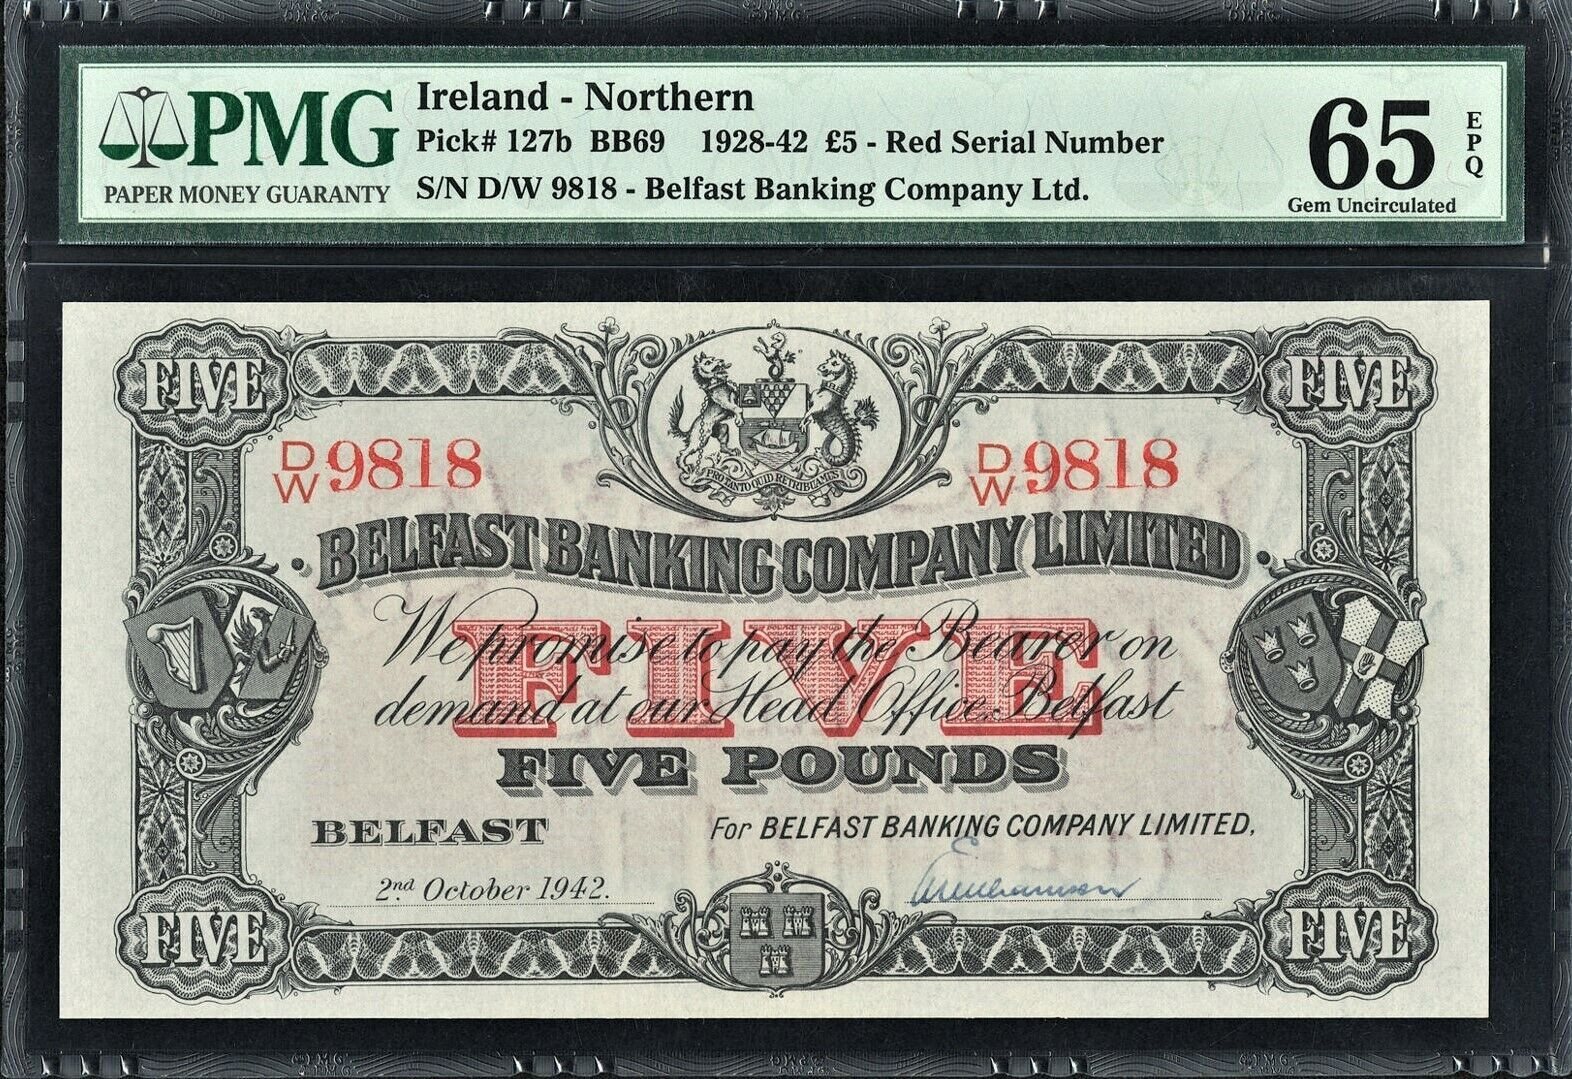 PMG
PAPER MONEY GUARANTY
Ireland - Northern
Pick# 127b BB69 1928-42 £5 - Red Serial Number
S/N D/W 9818 - Belfast Banking Company Ltd.
65
EPQ
Gem Uncirculated
FIVE FIVE
D/W 9818 D/W 9818
PRO TANTO QUID RETRIBUAMUS
BELFAST BANKING COMPANY LIMITED
FIVE
We promise to pay the Bearer on
demand at our Head Office, Belfast
FIVE POUNDS
BELFAST For BELFAST BANKING COMPANY LIMITED,
2nd. October 1942.
FIVE FIVE